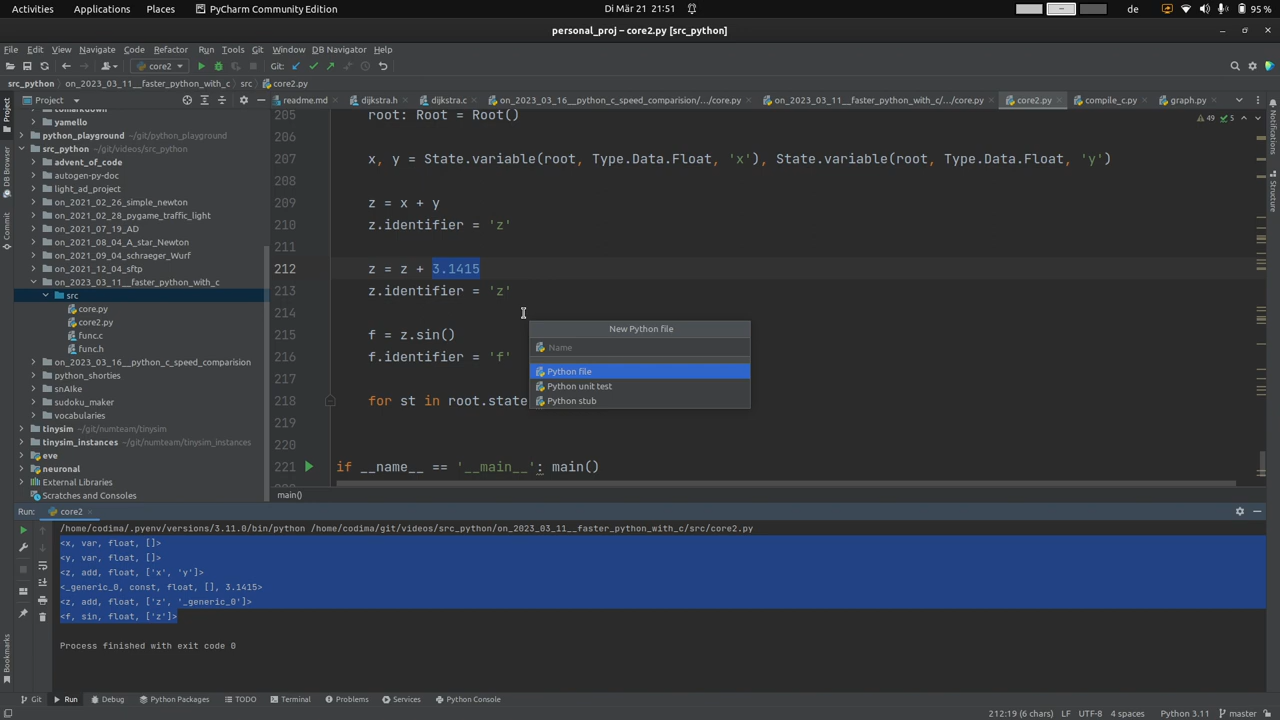 Activities Applications Places PyCharm Community Edition Di Mär 21 21:51 de 95 %
personal_proj – core2.py [src_python]
File Edit View Navigate Code Refactor Run Tools Git Window DB Navigator Help
core2 Git:
src_python on_2023_03_11__faster_python_with_c src core2.py
Project
readme.md dijkstra.h dijkstra.c on_2023_03_16__python_c_speed_comparision/.../core.py on_2023_03_11__faster_python_with_c/.../core.py core2.py compile_c.py graph.py
Project
DB Browser
Commit
Bookmarks
Notifications
Structure
yamello
python_playground ~/git/python_playground
src_python ~/git/videos/src_python
advent_of_code
autogen-py-doc
light_ad_project
on_2021_02_26_simple_newton
on_2021_02_28_pygame_traffic_light
on_2021_07_19_AD
on_2021_08_04_A_star_Newton
on_2021_09_04_schraeger_Wurf
on_2021_12_04_sftp
on_2023_03_11__faster_python_with_c
src
core.py
core2.py
func.c
func.h
on_2023_03_16__python_c_speed_comparision
python_shorties
snAIke
sudoku_maker
vocabularies
tinysim ~/git/numteam/tinysim
tinysim_instances ~/git/numteam/tinysim_instances
eve
neuronal
External Libraries
Scratches and Consoles
49 5
205 root: Root = Root()
206
207 x, y = State.variable(root, Type.Data.Float, 'x'), State.variable(root, Type.Data.Float, 'y')
208
209 z = x + y
210 z.identifier = 'z'
211
212 z = z + 3.1415
213 z.identifier = 'z'
214
215 f = z.sin()
216 f.identifier = 'f'
217
218 for st in root.state
219
220
221 if __name__ == '__main__': main()
main()
New Python file
Name
Python file
Python unit test
Python stub
Run: core2
/home/codima/.pyenv/versions/3.11.0/bin/python /home/codima/git/videos/src_python/on_2023_03_11__faster_python_with_c/src/core2.py
<x, var, float, []>
<y, var, float, []>
<z, add, float, ['x', 'y']>
<_generic_0, const, float, [], 3.1415>
<z, add, float, ['z', '_generic_0']>
<f, sin, float, ['z']>
Process finished with exit code 0
Git Run Debug Python Packages TODO Terminal Problems Services Python Console
212:19 (6 chars) LF UTF-8 4 spaces Python 3.11 master